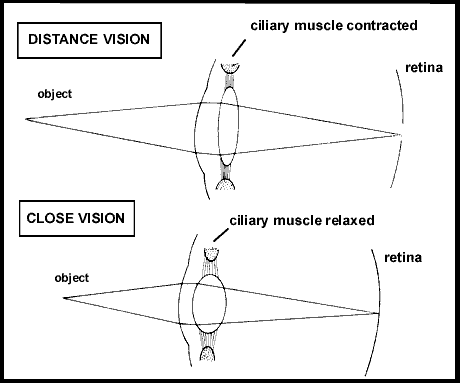 DISTANCE VISION
ciliary muscle contracted
retina
object
CLOSE VISION
ciliary muscle relaxed
retina
object